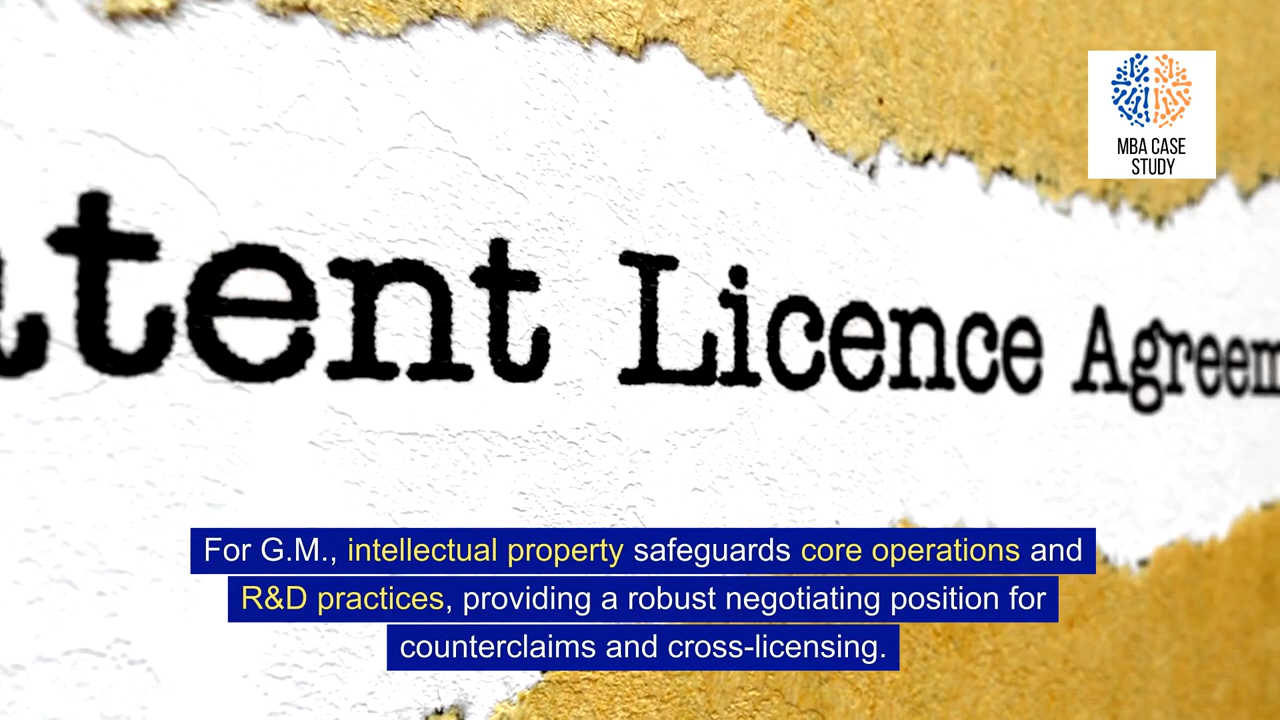 MBA CASE
STUDY
tent Licence Agreem
For G.M., intellectual property safeguards core operations and
R&D practices, providing a robust negotiating position for
counterclaims and cross-licensing.